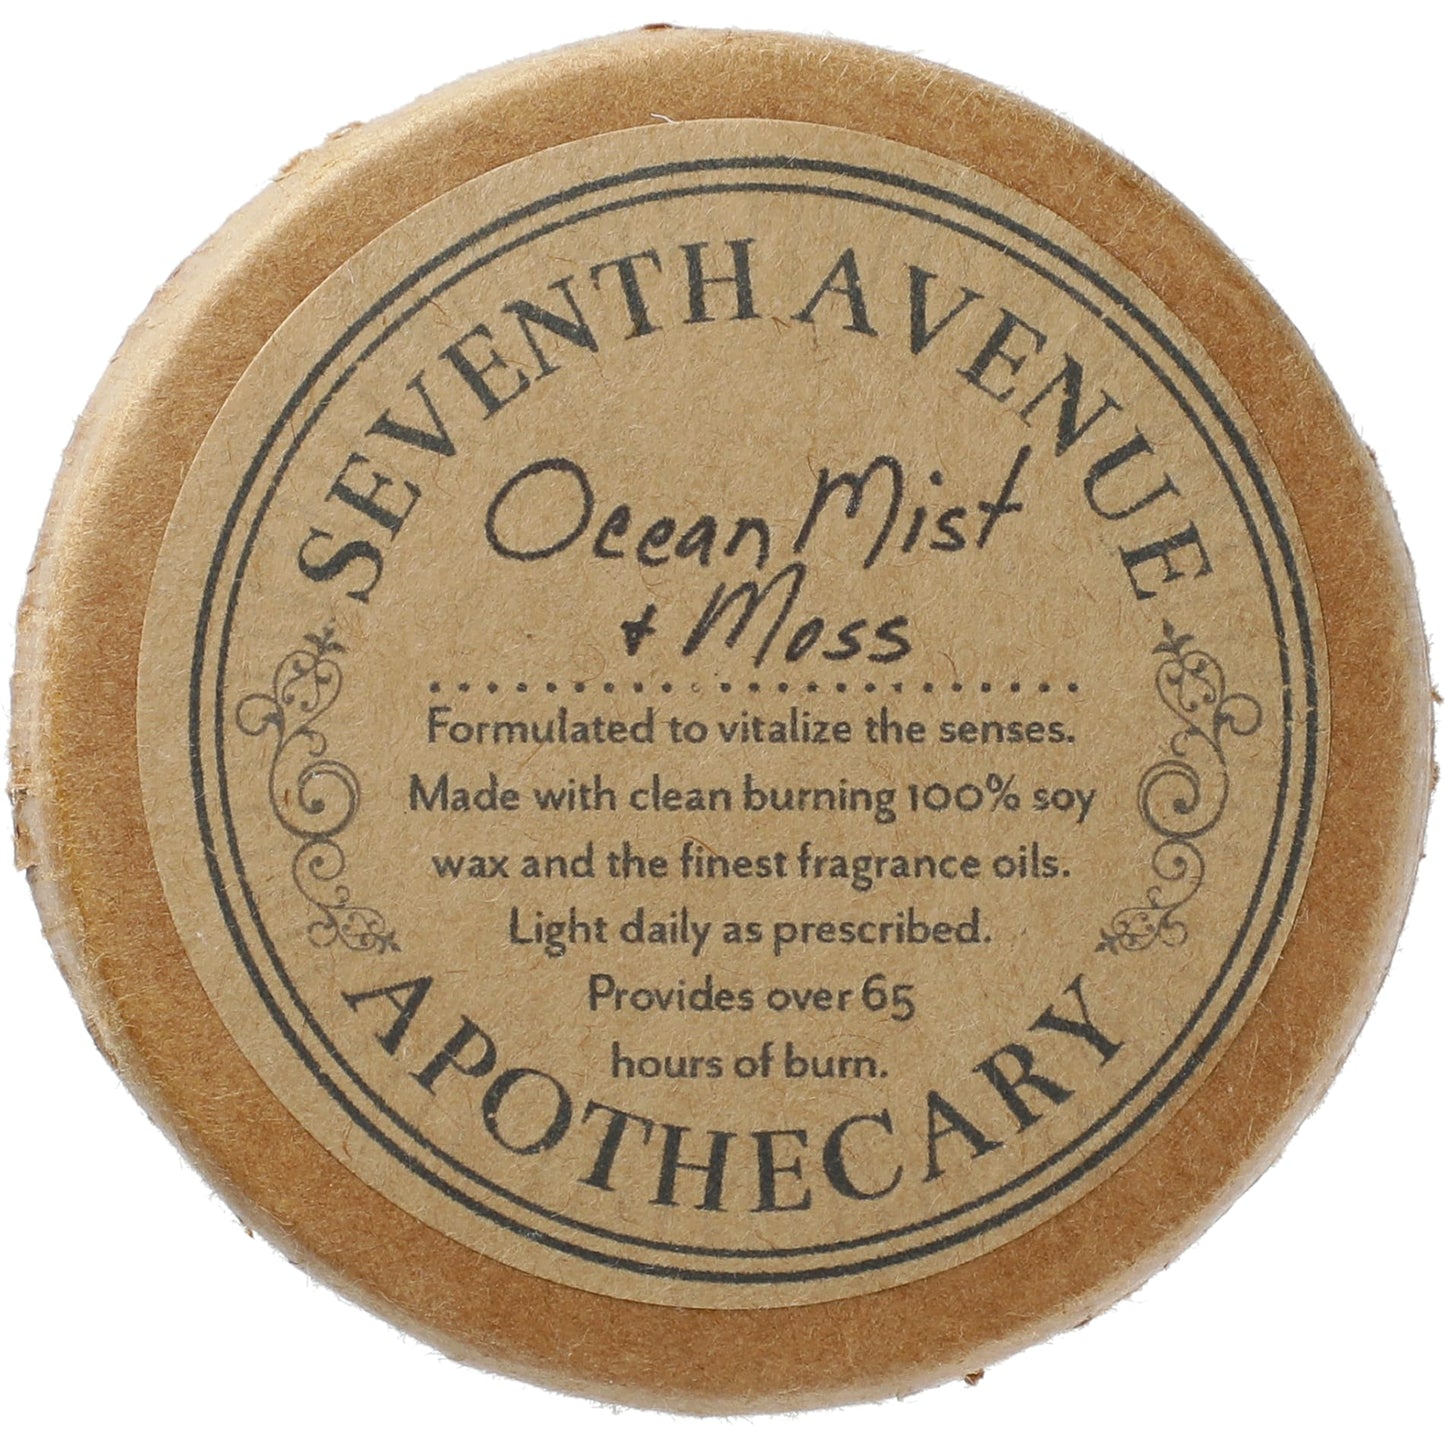 SEVENTH AVENUE
Ocean Mist
+ Moss
Formulated to vitalize the senses.
Made with clean burning 100% soy
wax and the finest fragrance oils.
Light daily as prescribed.
Provides over 65
hours of burn.
APOTHECARY